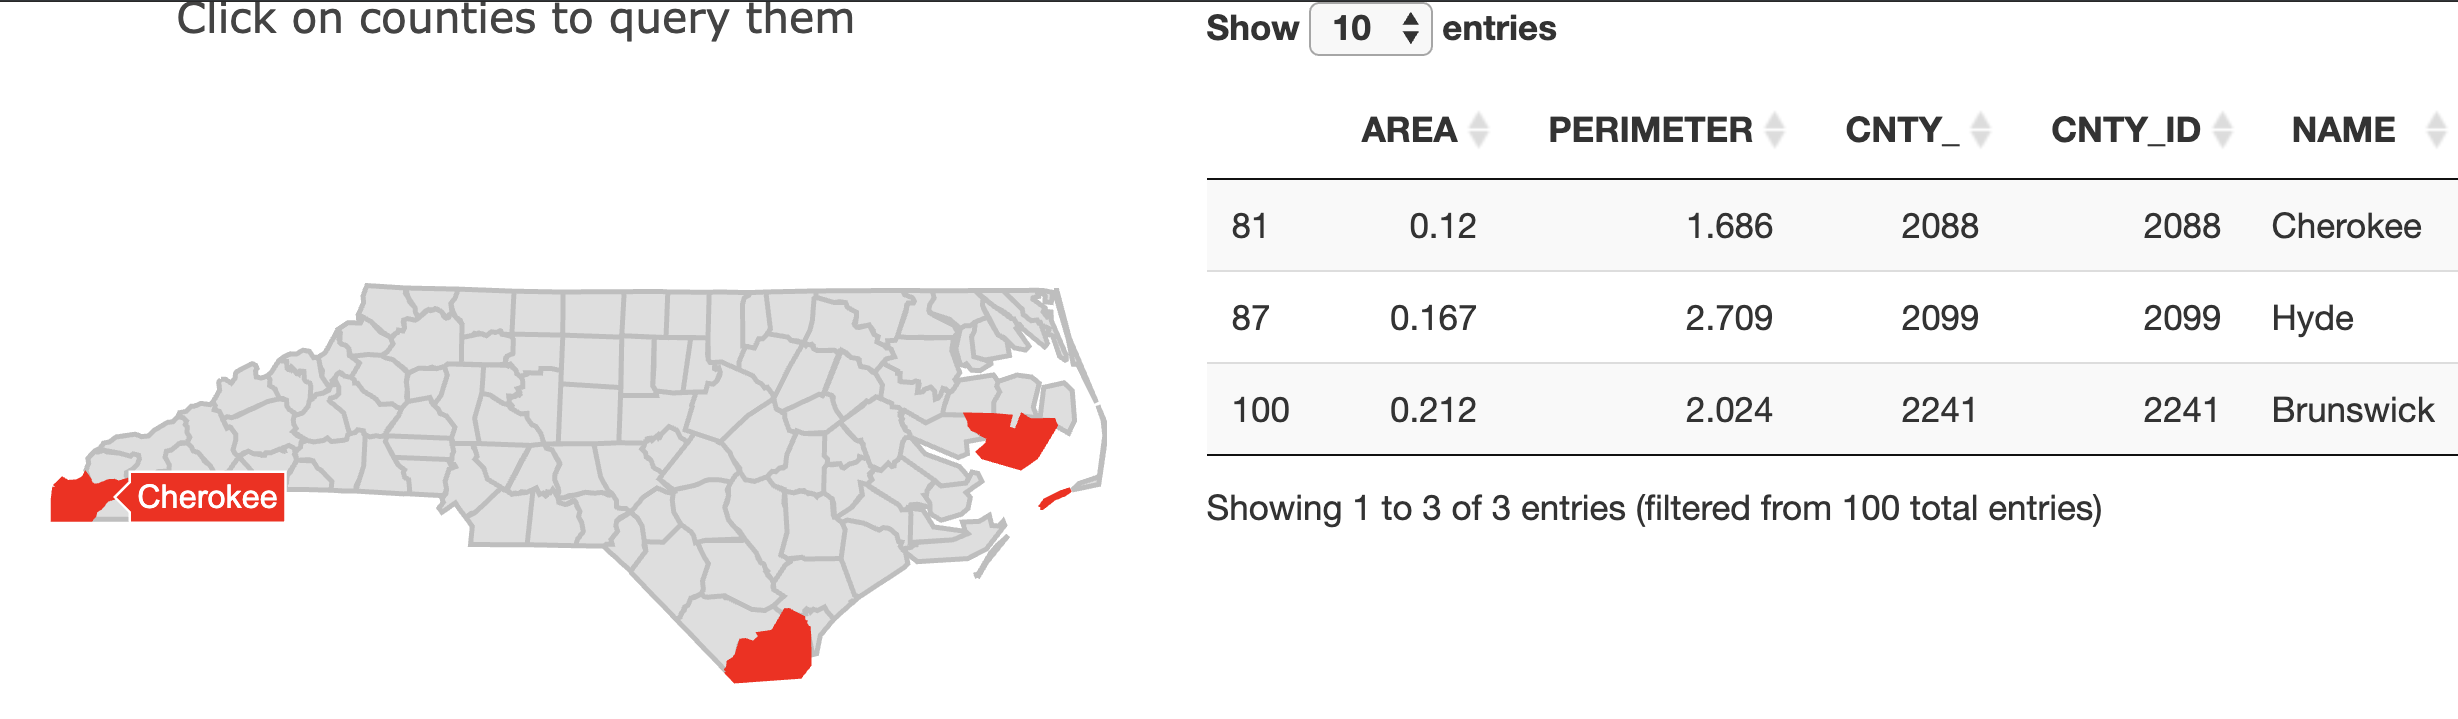 Click on counties to query them
Show 10 entries
AREA PERIMETER CNTY_ CNTY_ID NAME
81 0.12 1.686 2088 2088 Cherokee
87 0.167 2.709 2099 2099 Hyde
100 0.212 2.024 2241 2241 Brunswick
Showing 1 to 3 of 3 entries (filtered from 100 total entries)
Cherokee